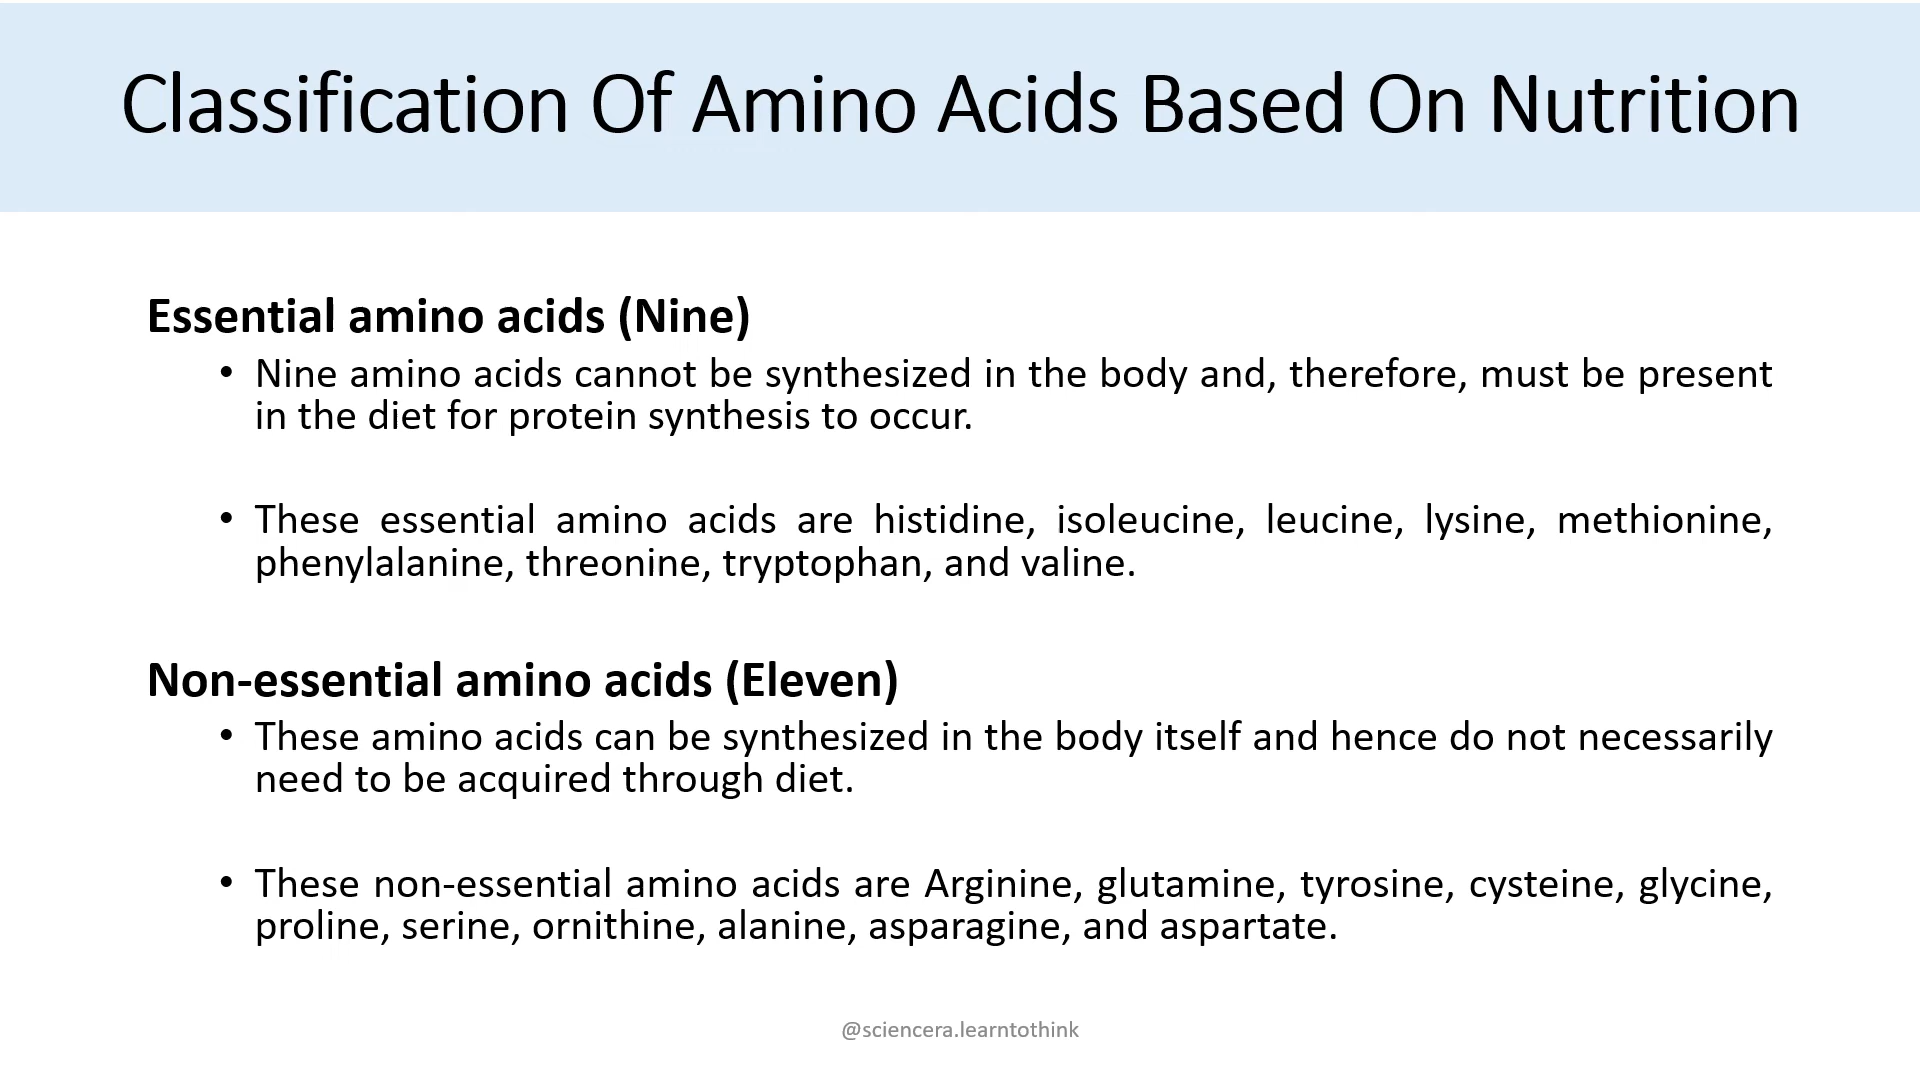 Classification Of Amino Acids Based On Nutrition
Essential amino acids (Nine)
• Nine amino acids cannot be synthesized in the body and, therefore, must be present
in the diet for protein synthesis to occur.
• These essential amino acids are histidine, isoleucine, leucine, lysine, methionine,
phenylalanine, threonine, tryptophan, and valine.
Non-essential amino acids (Eleven)
• These amino acids can be synthesized in the body itself and hence do not necessarily
need to be acquired through diet.
• These non-essential amino acids are Arginine, glutamine, tyrosine, cysteine, glycine,
proline, serine, ornithine, alanine, asparagine, and aspartate.
@sciencera.learntothink